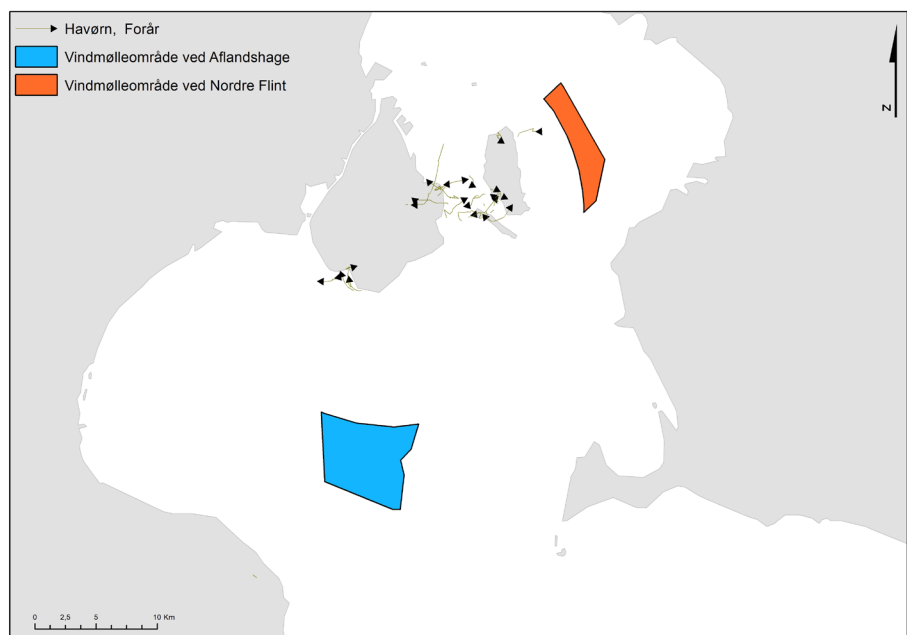 Havørn, Forår
Vindmølleområde ved Aflandshage
Vindmølleområde ved Nordre Flint
N
0 2,5 5 10 Km